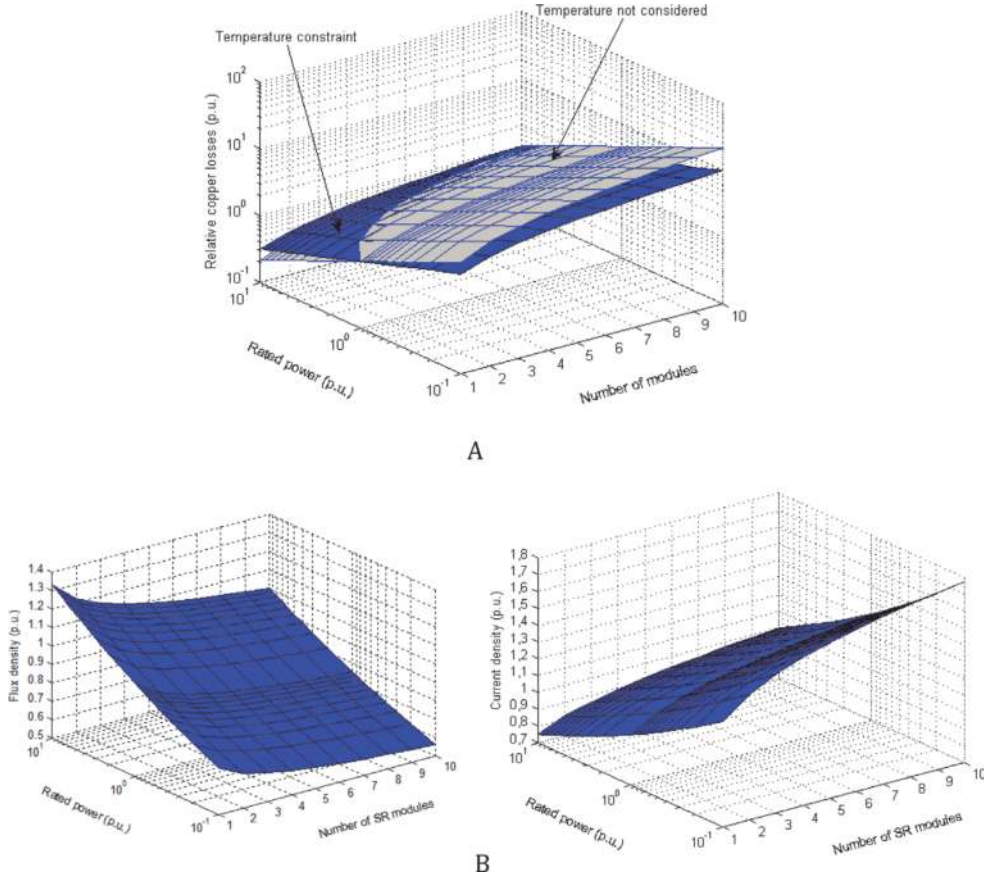 Temperature not considered
Temperature constraint
Relative copper losses (p.u.)
10²
10¹
10⁰
10⁻¹
10¹
10⁰
10⁻¹
Rated power (p.u.)
1 2 3 4 5 6 7 8 9 10
Number of modules
A
Flux density (p.u.)
1.4
1.3
1.2
1.1
1
0.9
0.8
0.7
0.6
0.5
10¹
10⁰
10⁻¹
Rated power (p.u.)
1 2 3 4 5 6 7 8 9 10
Number of SR modules
Current density (p.u.)
1,8
1,7
1,6
1,5
1,4
1,3
1,2
1,1
1
0,9
0,8
0,7
10¹
10⁰
10⁻¹
Rated power (p.u.)
1 2 3 4 5 6 7 8 9 10
Number of SR modules
B